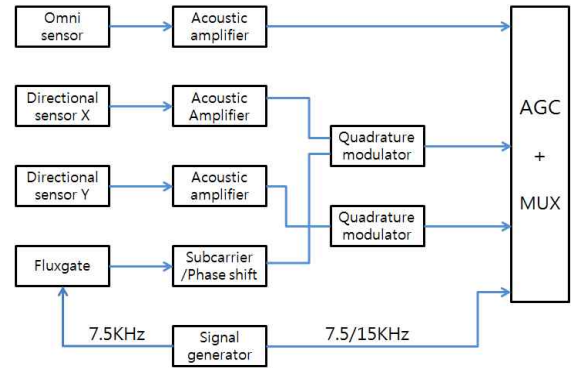 Omni
sensor
Acoustic
amplifier
Directional
sensor X
Acoustic
Amplifier
Quadrature
modulator
AGC
+
MUX
Directional
sensor Y
Acoustic
amplifier
Quadrature
modulator
Fluxgate
Subcarrier
/Phase shift
7.5KHz
Signal
generator
7.5/15KHz